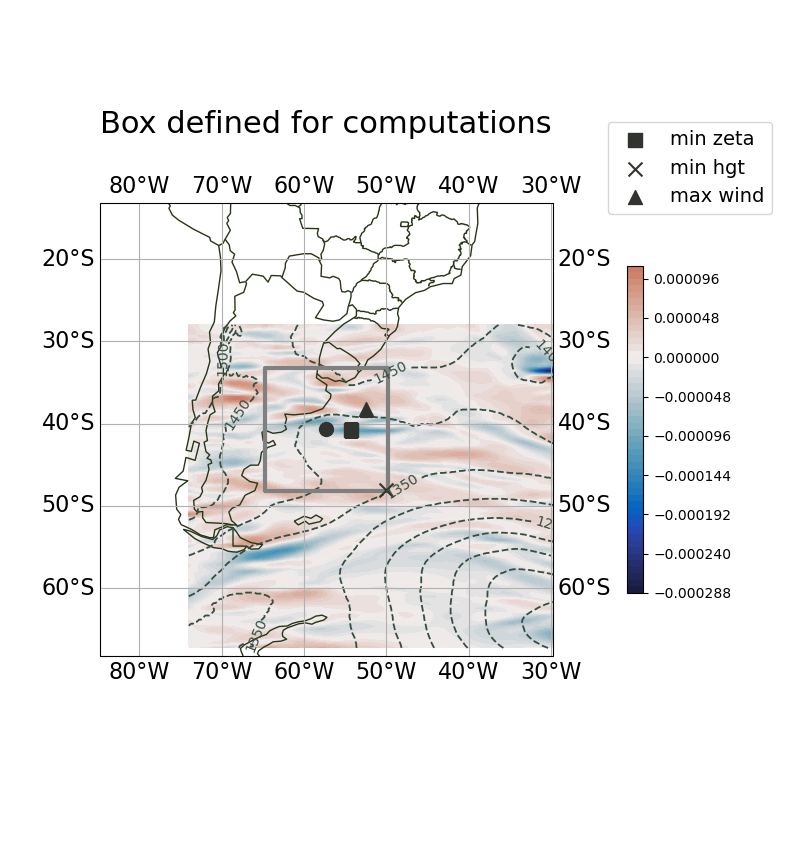 Box defined for computations
min zeta
min hgt
max wind
80°W 70°W 60°W 50°W 40°W 30°W
20°S 20°S
30°S 30°S
40°S 40°S
50°S 50°S
60°S 60°S
80°W 70°W 60°W 50°W 40°W 30°W
1500
1450
1450
1350
1350
0.000096
0.000048
0.000000
−0.000048
−0.000096
−0.000144
−0.000192
−0.000240
−0.000288